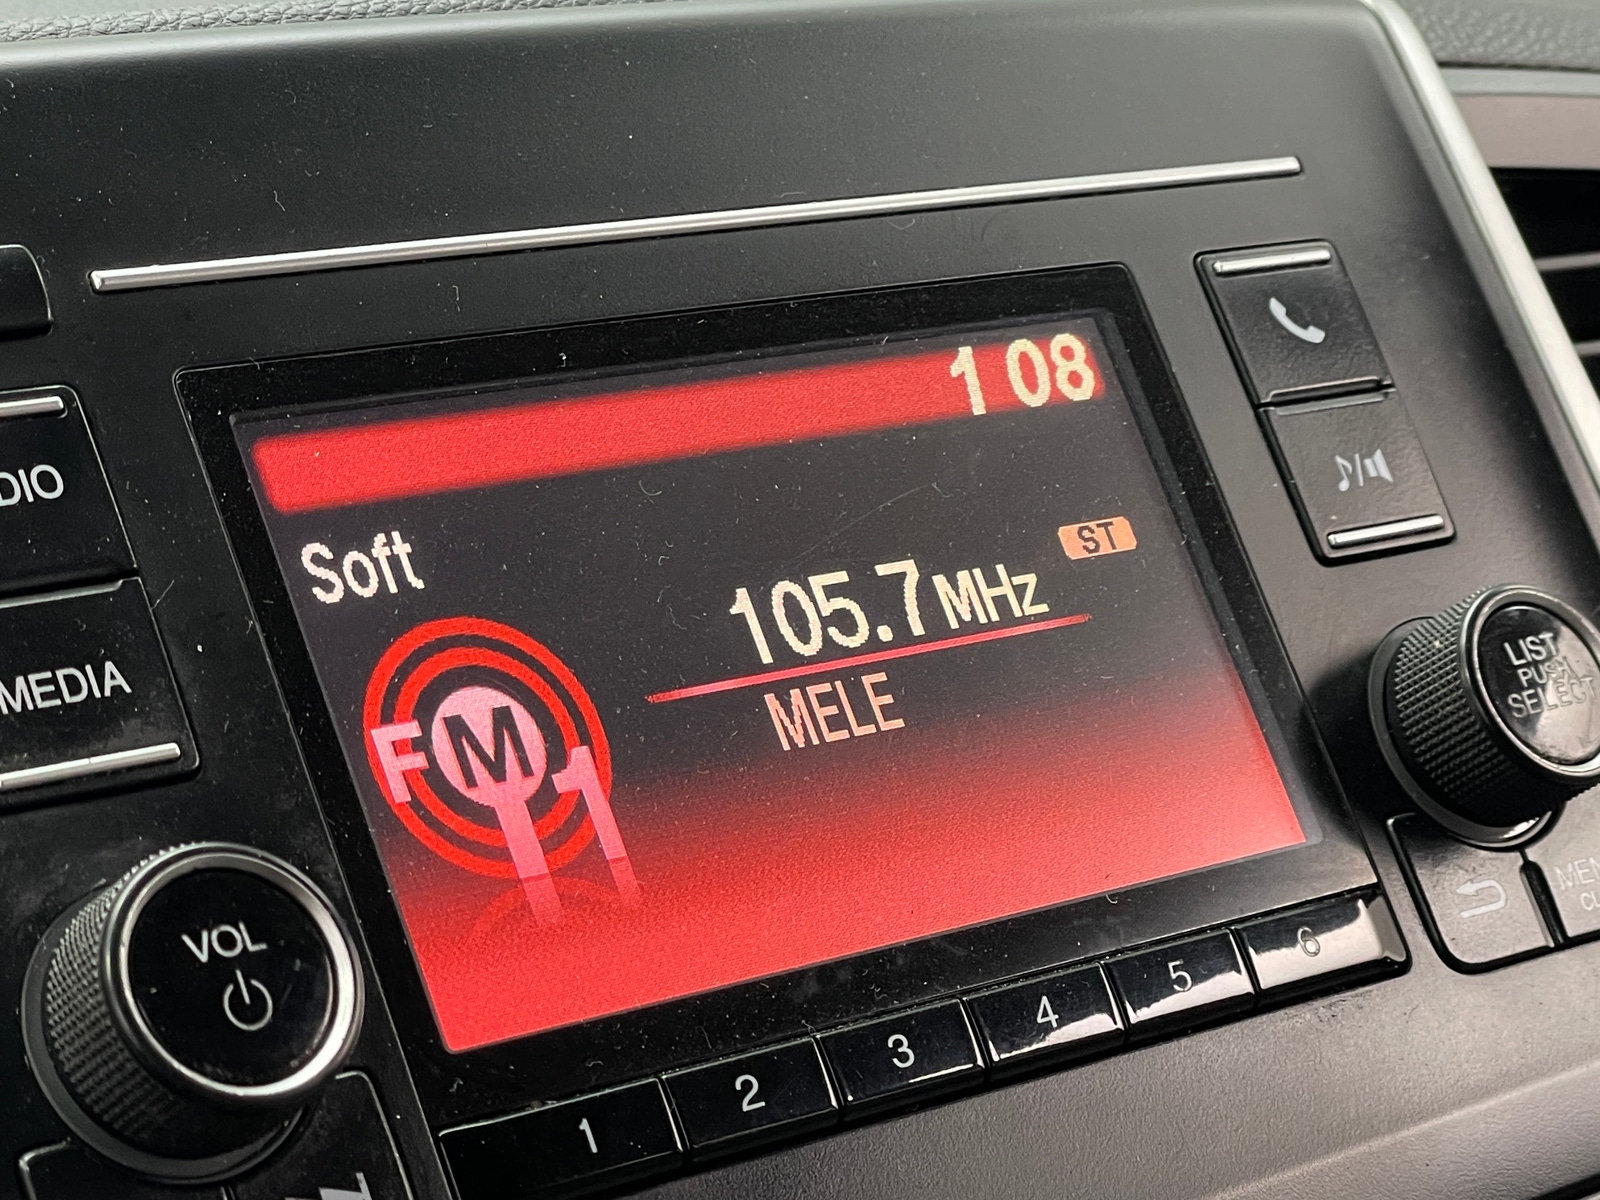 1 08
Soft
ST
105.7 MHz
MELE
FM 1
DIO
MEDIA
VOL
LIST
PUSH
SELECT
1 2 3 4 5 6